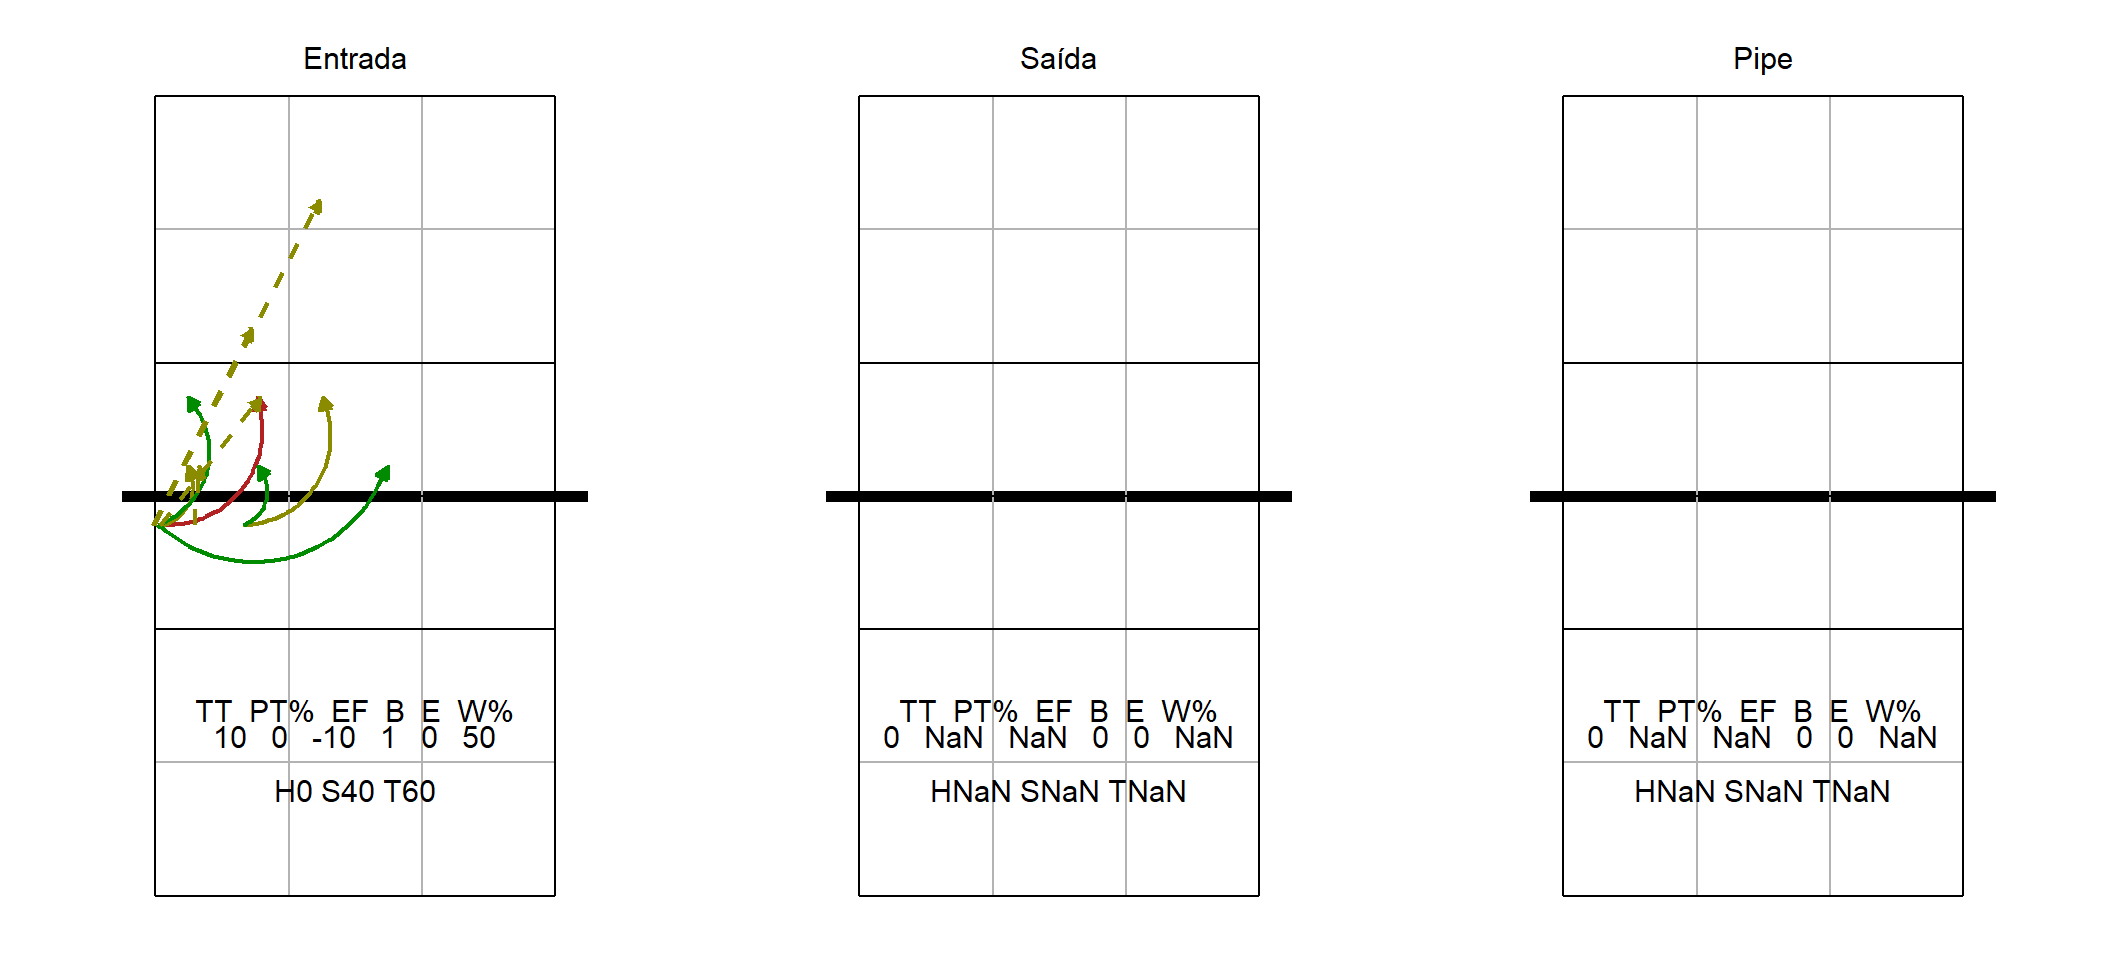 Entrada
TT PT% EF B E W%
10 0 -10 1 0 50
H0 S40 T60
Saída
TT PT% EF B E W%
0 NaN NaN 0 0 NaN
HNaN SNaN TNaN
Pipe
TT PT% EF B E W%
0 NaN NaN 0 0 NaN
HNaN SNaN TNaN